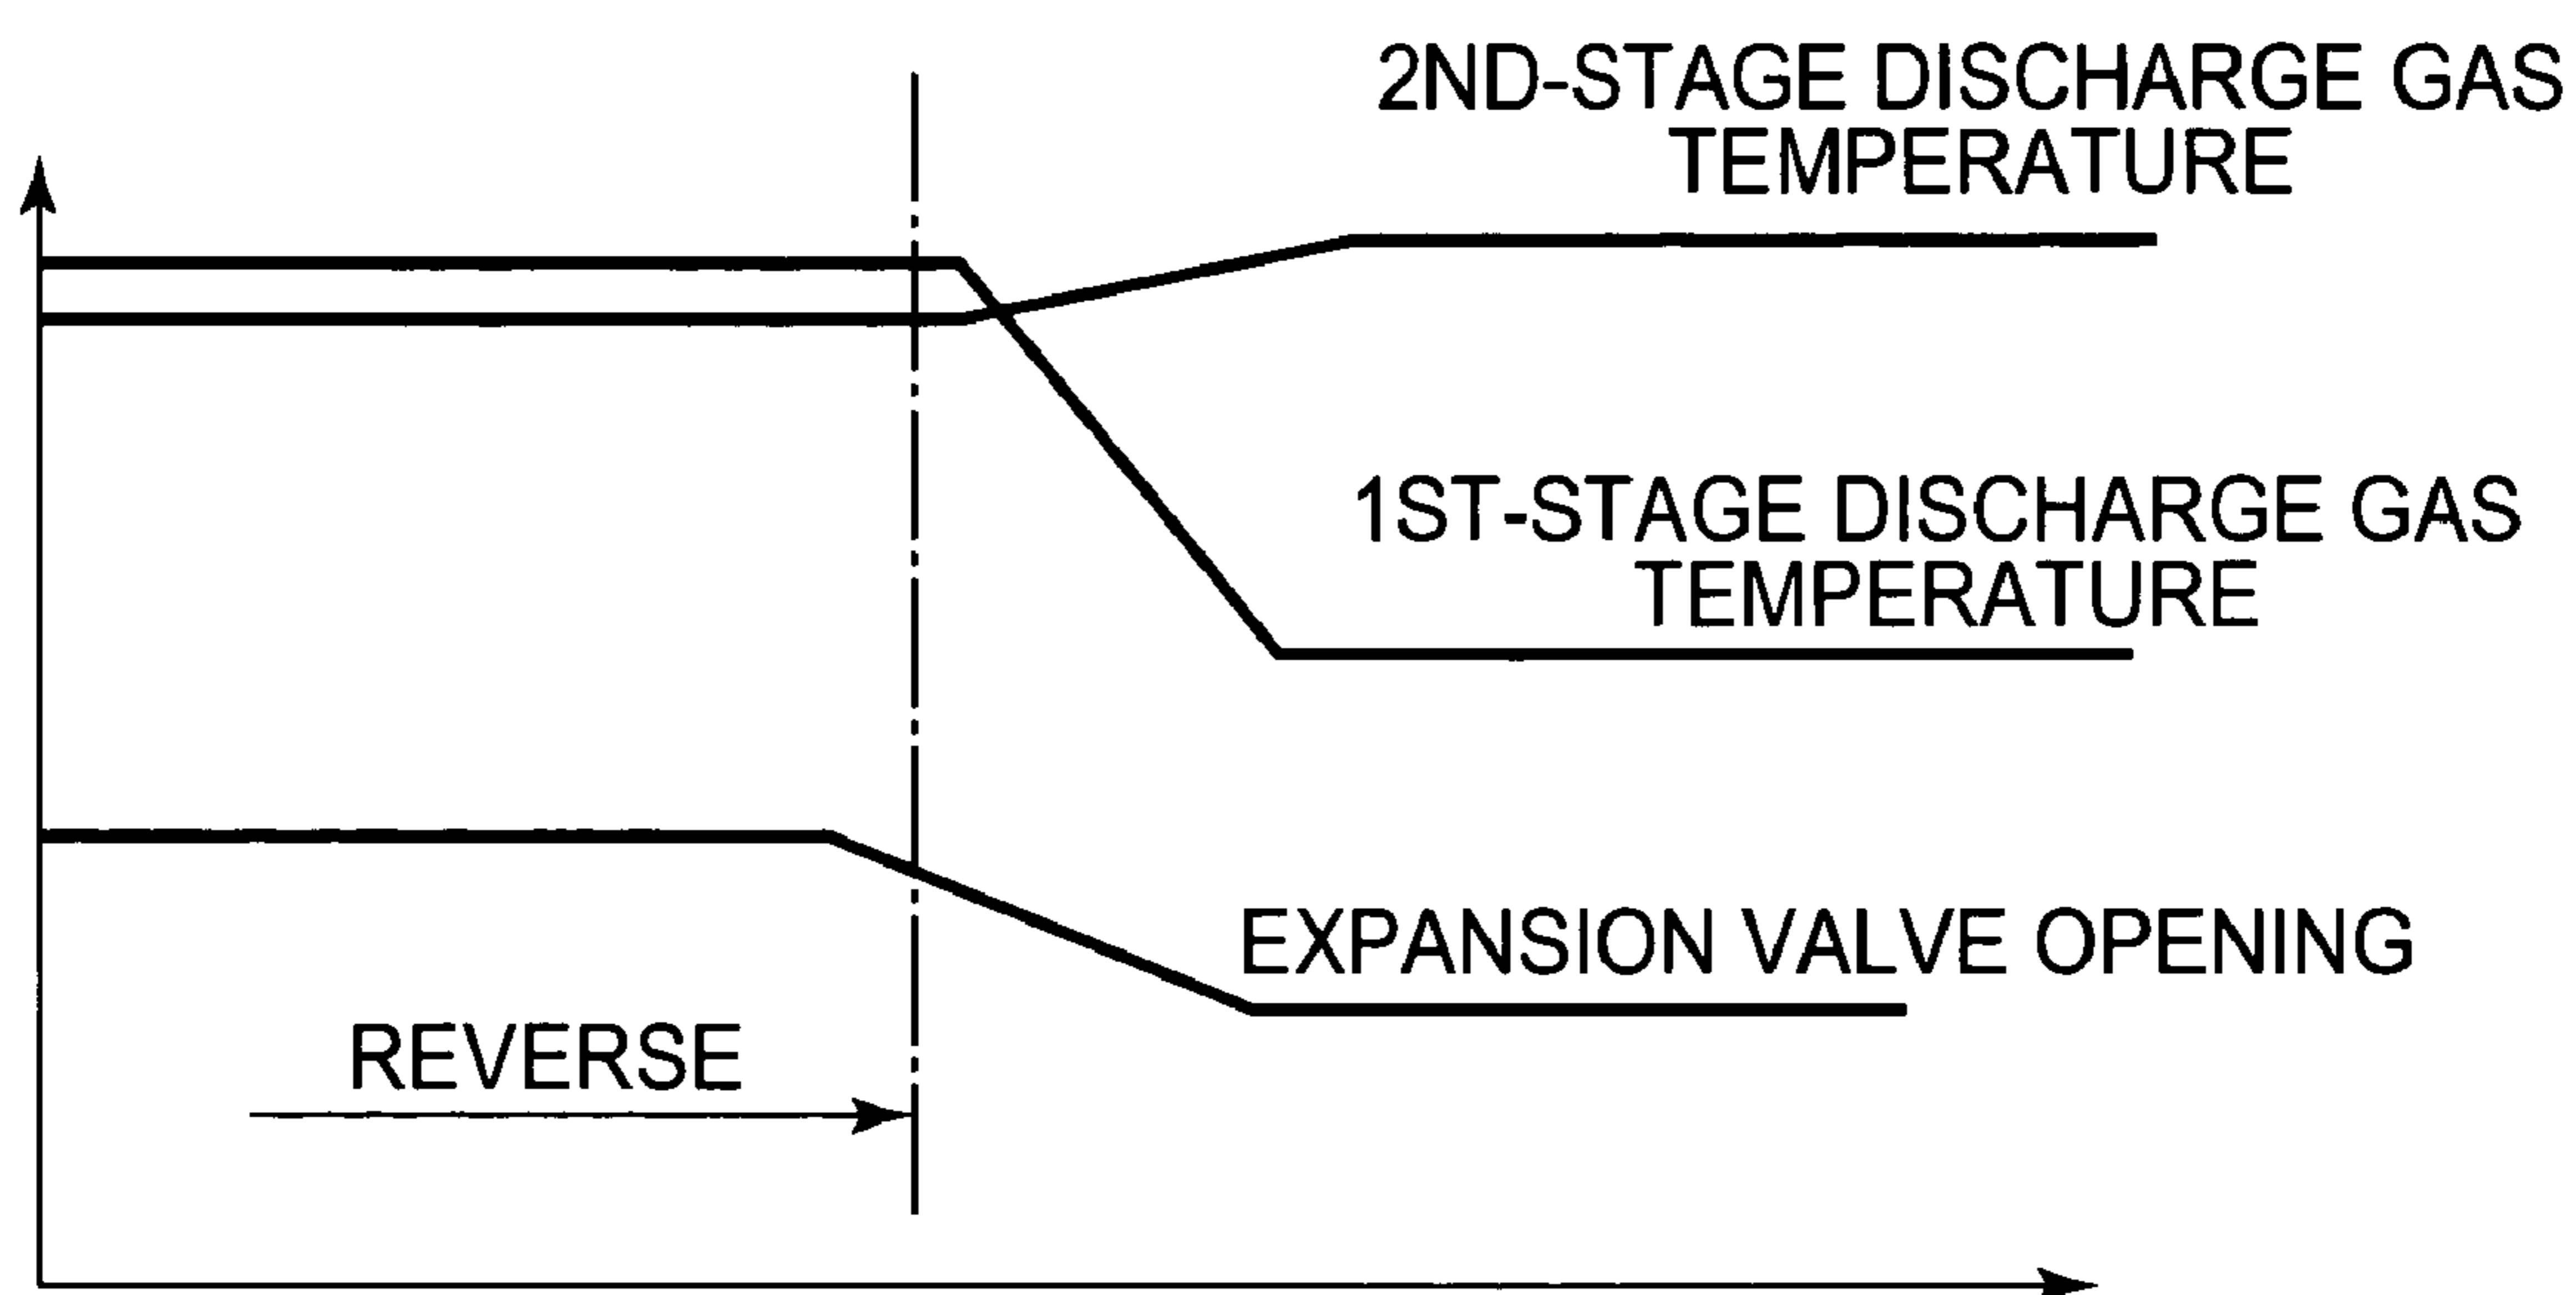 2ND-STAGE DISCHARGE GAS
TEMPERATURE
1ST-STAGE DISCHARGE GAS
TEMPERATURE
EXPANSION VALVE OPENING
REVERSE